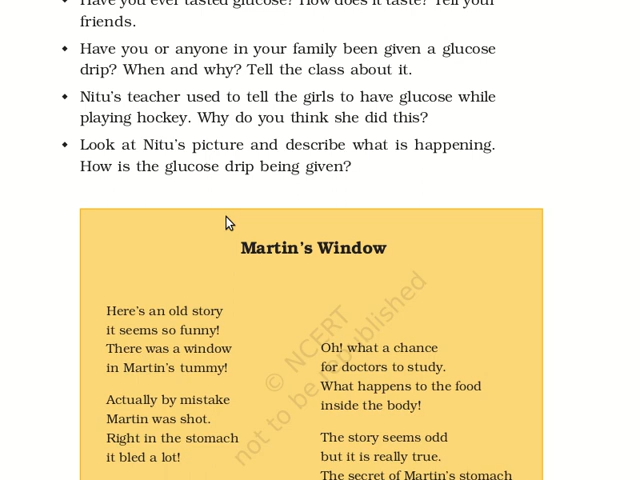 Have you ever tasted glucose? How does it taste? Tell your
friends.
Have you or anyone in your family been given a glucose
drip? When and why? Tell the class about it.
Nitu's teacher used to tell the girls to have glucose while
playing hockey. Why do you think she did this?
Look at Nitu's picture and describe what is happening.
How is the glucose drip being given?
Martin's Window
Here's an old story
it seems so funny!
There was a window
in Martin's tummy!
Actually by mistake
Martin was shot.
Right in the stomach
it bled a lot!
Oh! what a chance
for doctors to study.
What happens to the food
inside the body!
The story seems odd
but it is really true.
The secret of Martin's stomach
© NCERT
not to be republished